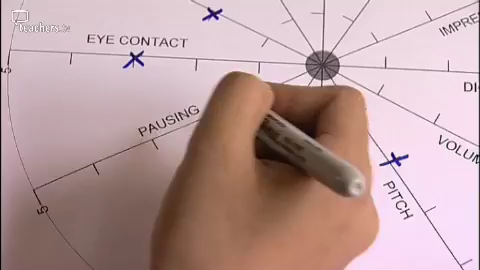 Teachers.tv
EYE CONTACT
IMPRE
DI
VOLUM
PAUSING
PITCH
5
5